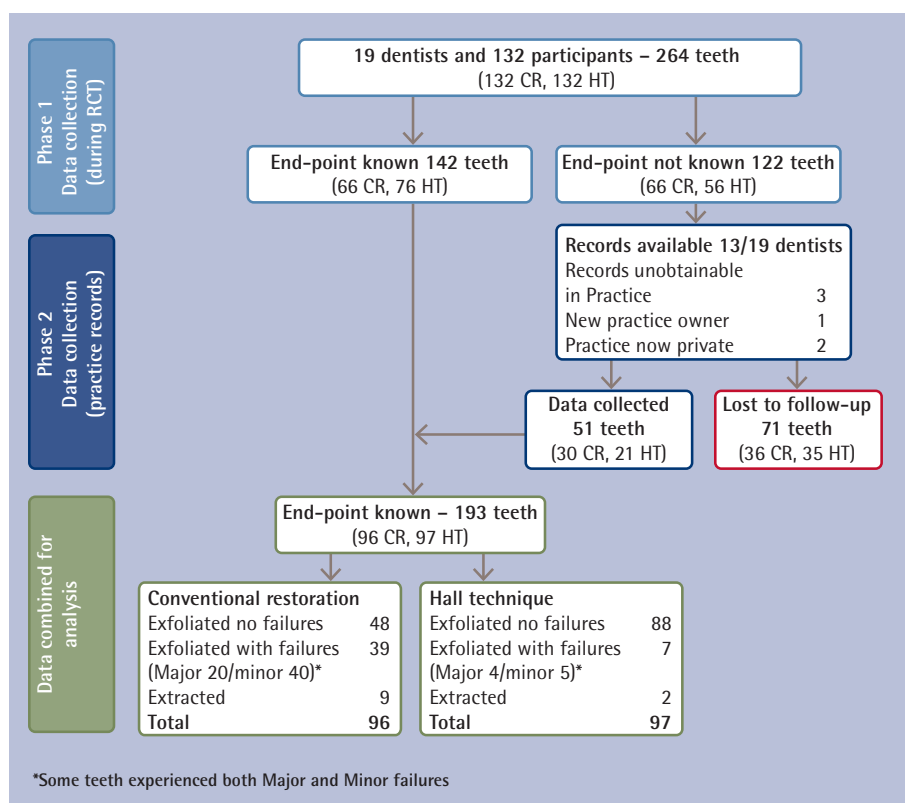 Phase 1
Data collection
(during RCT)
19 dentists and 132 participants – 264 teeth
(132 CR, 132 HT)
End-point known 142 teeth
(66 CR, 76 HT)
End-point not known 122 teeth
(66 CR, 56 HT)
Phase 2
Data collection
(practice records)
Records available 13/19 dentists
Records unobtainable
in Practice 3
New practice owner 1
Practice now private 2
Data collected
51 teeth
(30 CR, 21 HT)
Lost to follow-up
71 teeth
(36 CR, 35 HT)
Data combined for
analysis
End-point known – 193 teeth
(96 CR, 97 HT)
Conventional restoration
Exfoliated no failures 48
Exfoliated with failures 39
(Major 20/minor 40)*
Extracted 9
Total 96
Hall technique
Exfoliated no failures 88
Exfoliated with failures 7
(Major 4/minor 5)*
Extracted 2
Total 97
*Some teeth experienced both Major and Minor failures